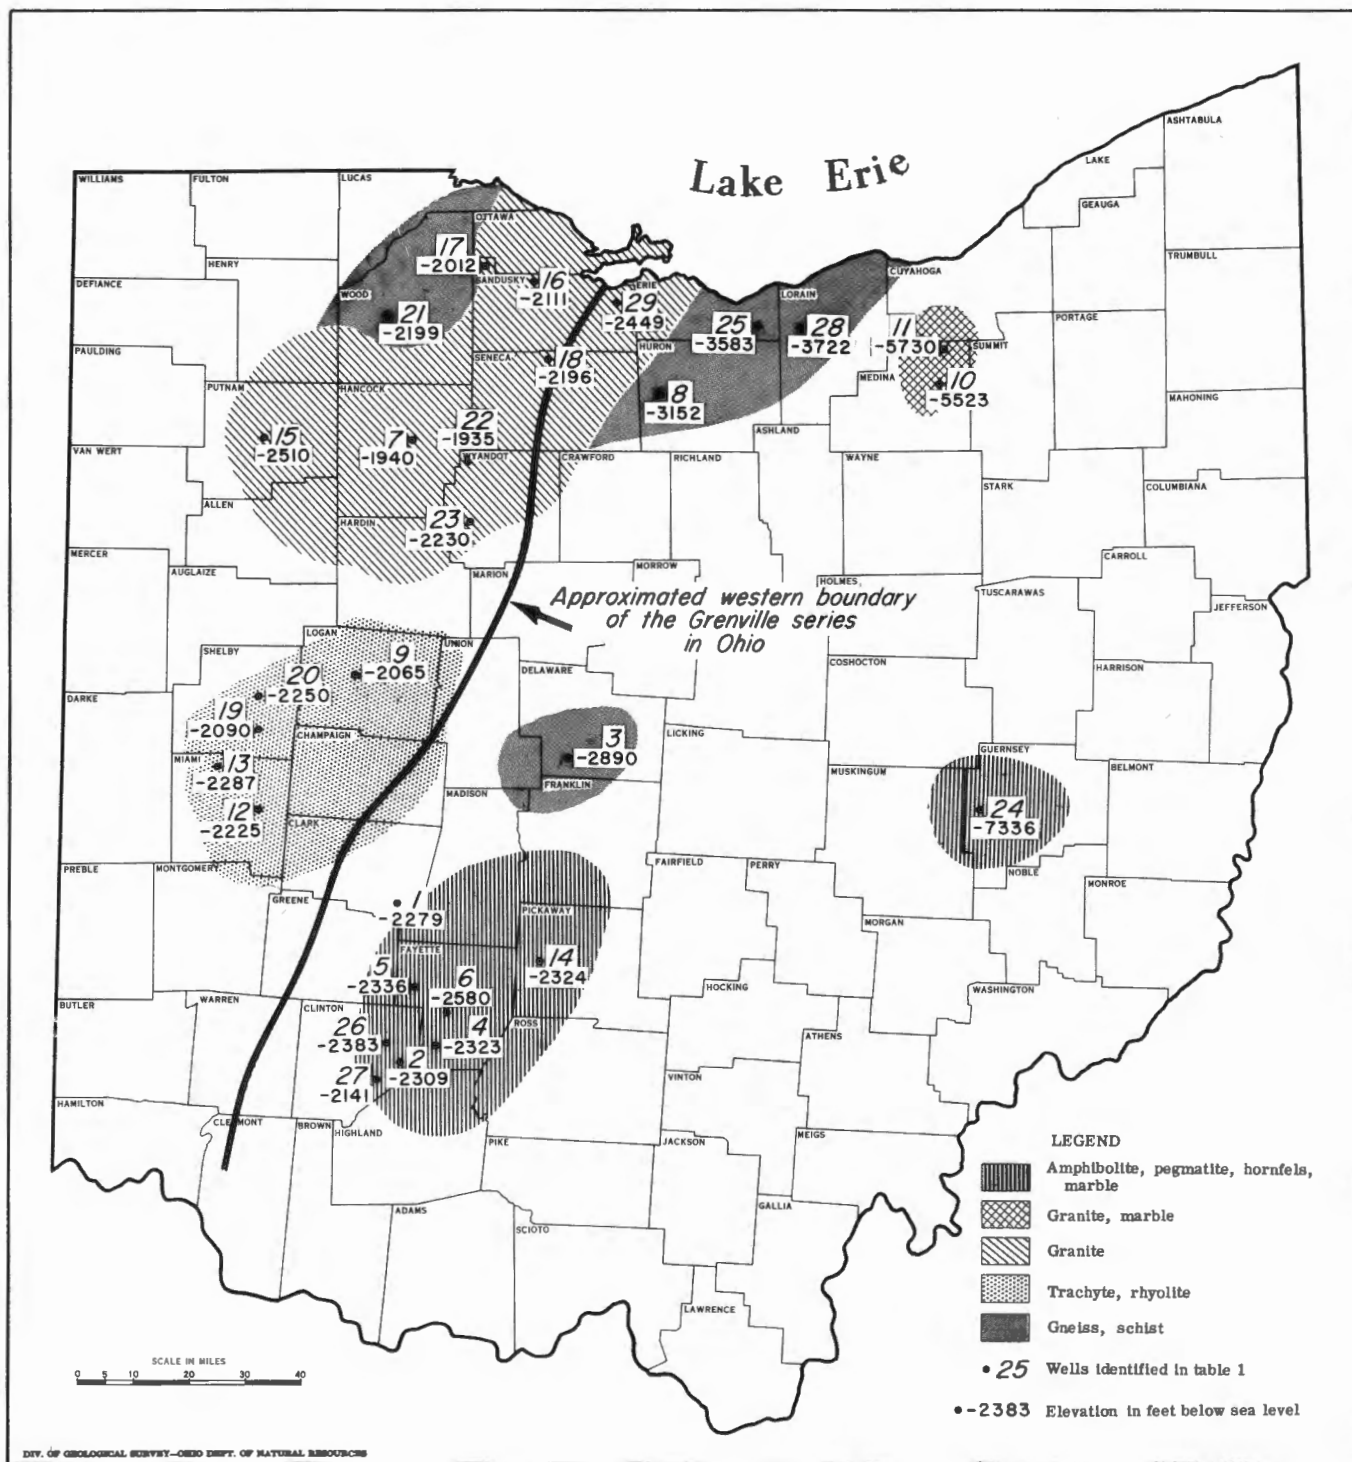 Lake Erie
ASHTABULA
LAKE
GEAUGA
WILLIAMS
FULTON
LUCAS
OTTAWA
CUYAHOGA
TRUMBULL
HENRY
17
-2012
SANDUSKY
16
-2111
ERIE
29
-2449
LORAIN
DEFIANCE
WOOD
21
-2199
25
-3583
28
-3722
11
-5730
SUMMIT
PORTAGE
PAULDING
SENECA
18
-2196
HURON
8
-3152
MEDINA
10
-5523
PUTNAM
HANCOCK
MAHONING
15
-2510
7
-1940
22
-1935
ASHLAND
VAN WERT
WYANDOT
CRAWFORD
RICHLAND
WAYNE
STARK
COLUMBIANA
ALLEN
HARDIN
23
-2230
MERCER
AUGLAIZE
MARION
MORROW
HOLMES
CARROLL
TUSCARAWAS
JEFFERSON
Approximated western boundary
of the Grenville series
in Ohio
LOGAN
UNION
SHELBY
9
-2065
20
-2250
DELAWARE
COSHOCTON
HARRISON
DARKE
19
-2090
CHAMPAIGN
3
-2890
LICKING
GUERNSEY
MIAMI
13
-2287
MUSKINGUM
BELMONT
FRANKLIN
MADISON
12
-2225
CLARK
24
-7336
PREBLE
MONTGOMERY
FAIRFIELD
PERRY
NOBLE
MONROE
GREENE
1
-2279
PICKAWAY
MORGAN
FAYETTE
5
-2336
6
-2580
14
-2324
HOCKING
WASHINGTON
BUTLER
WARREN
CLINTON
ROSS
26
-2383
4
-2323
ATHENS
2
-2309
27
-2141
VINTON
HAMILTON
CLERMONT
BROWN
HIGHLAND
PIKE
JACKSON
MEIGS
ADAMS
SCIOTO
GALLIA
LAWRENCE
LEGEND
Amphibolite, pegmatite, hornfels,
marble
Granite, marble
Granite
Trachyte, rhyolite
Gneiss, schist
25 Wells identified in table 1
-2383 Elevation in feet below sea level
SCALE IN MILES
0 5 10 20 30 40
DIV. OF GEOLOGICAL SURVEY—OHIO DEPT. OF NATURAL RESOURCES